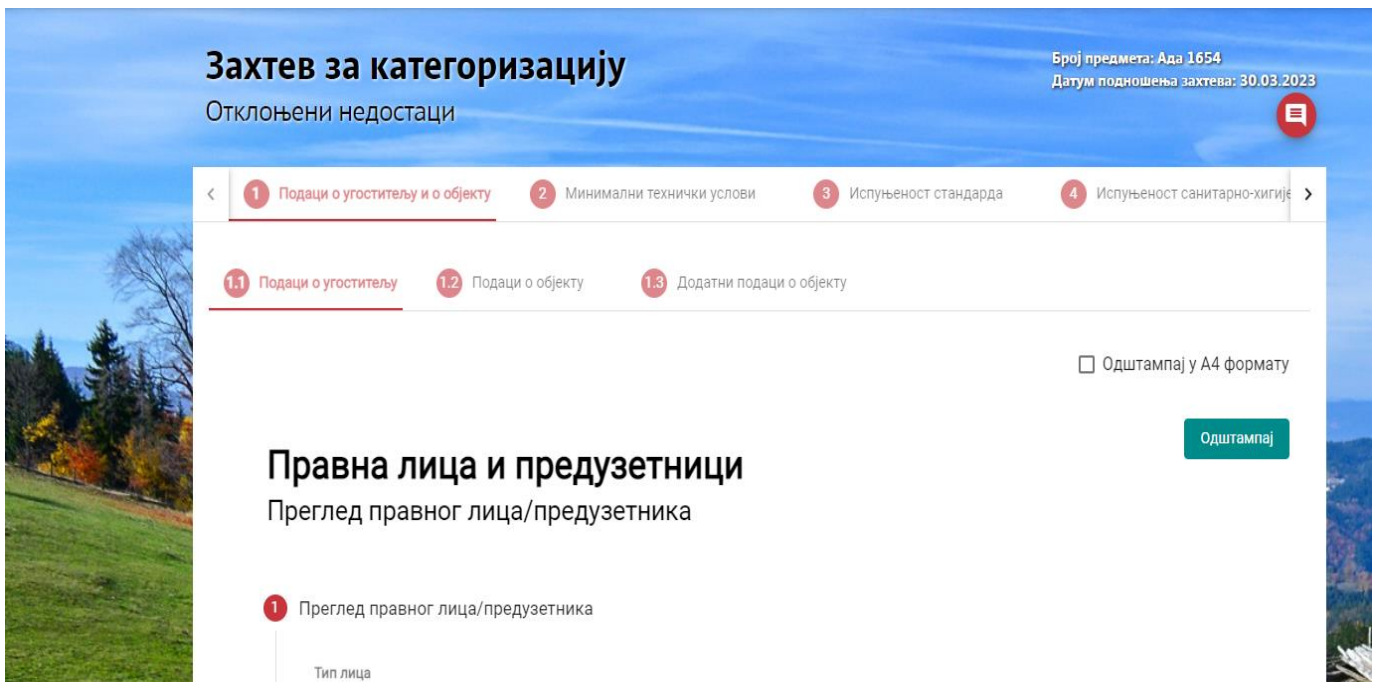 Захтев за категоризацију
Број предмета: Ада 1654
Датум подношења захтева: 30.03.2023
Отклоњени недостаци
1 Подаци о угоститељу и о објекту 2 Минимални технички услови 3 Испуњеност стандарда 4 Испуњеност санитарно-хигије
1.1 Подаци о угоститељу 1.2 Подаци о објекту 1.3 Додатни подаци о објекту
Одштампај у А4 формату
Одштампај
Правна лица и предузетници
Преглед правног лица/предузетника
1 Преглед правног лица/предузетника
Тип лица